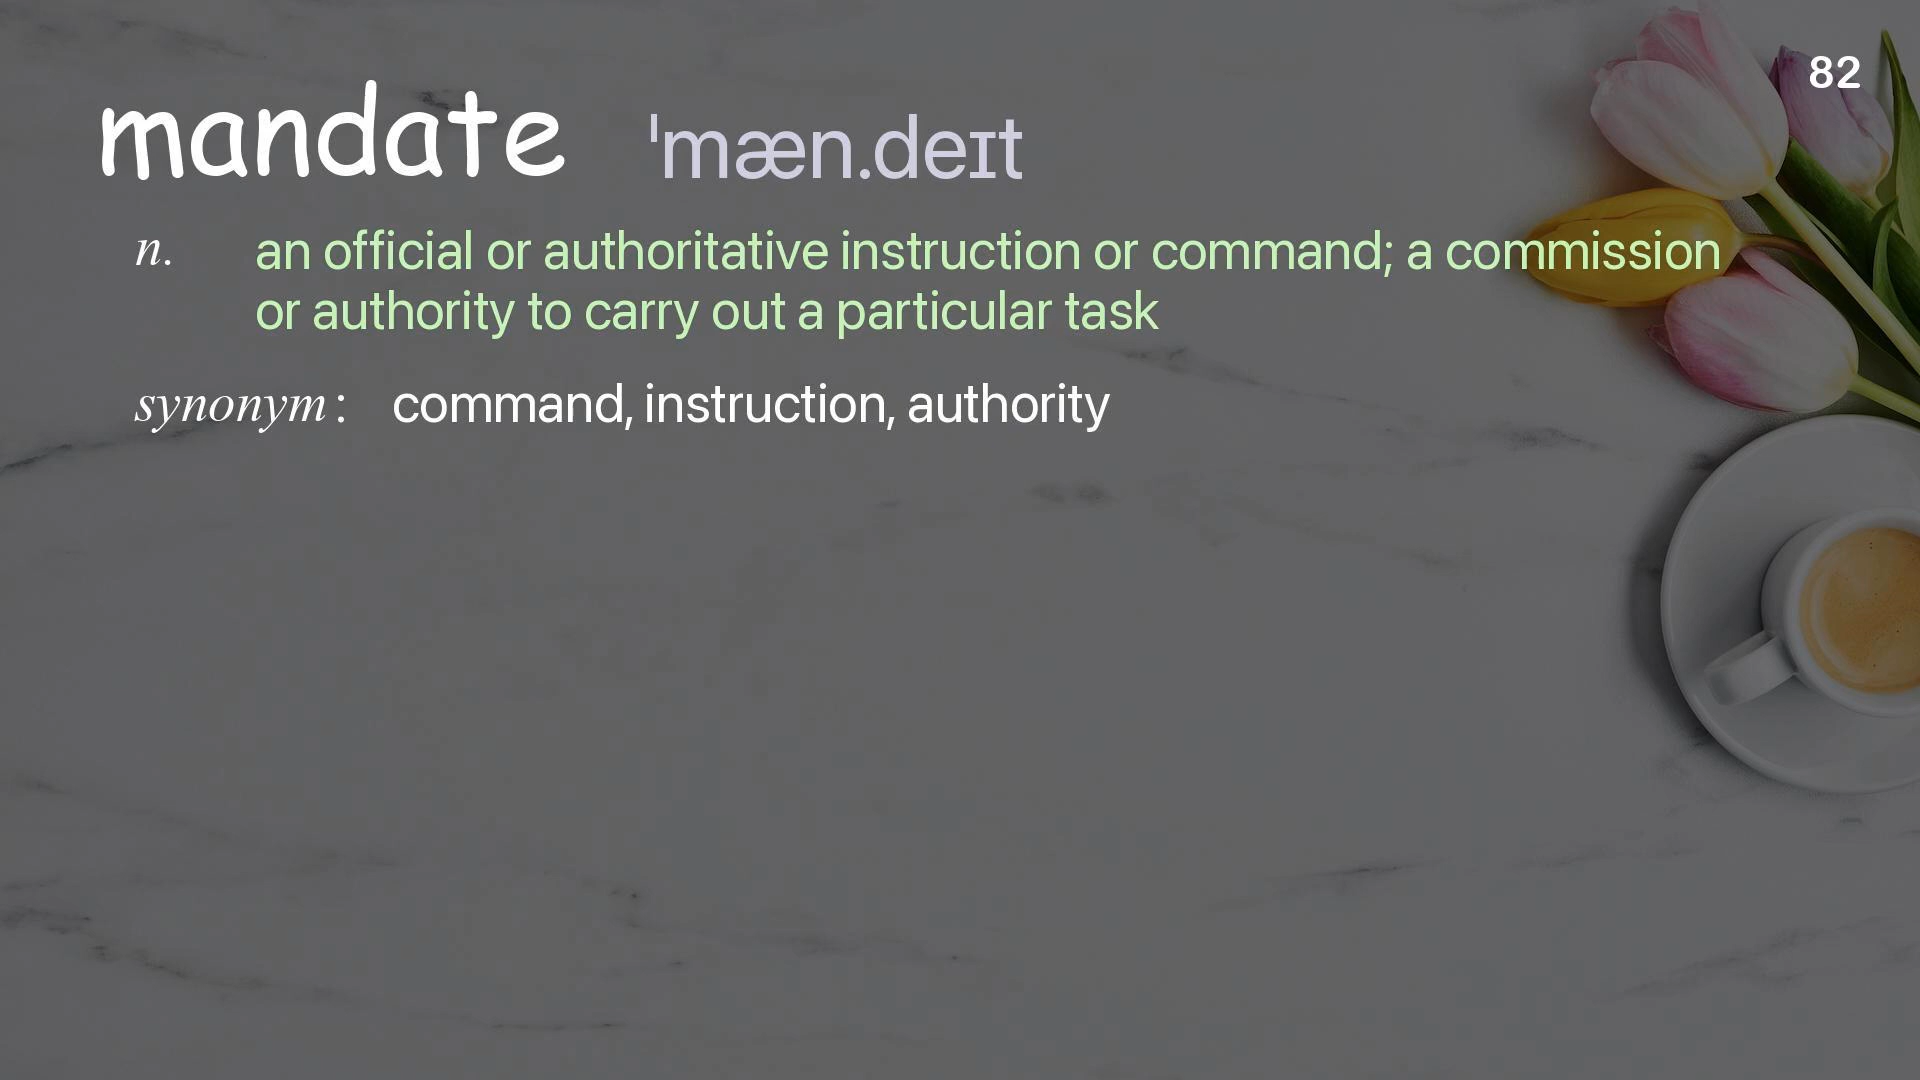 82
mandate ˈmæn.deɪt
n. an official or authoritative instruction or command; a commission
or authority to carry out a particular task
synonym: command, instruction, authority